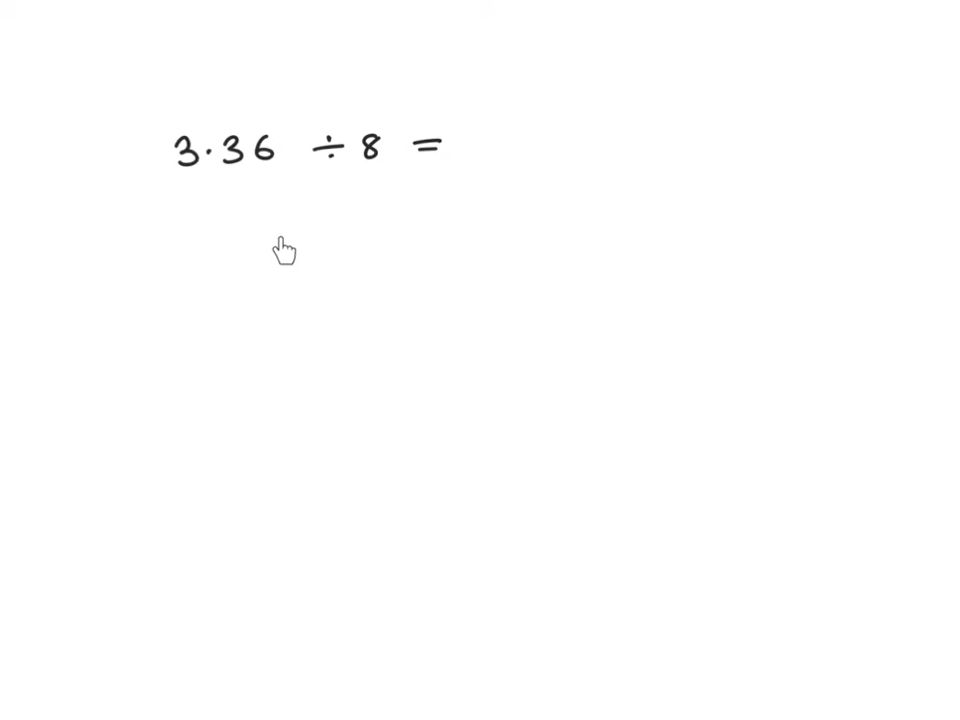 3.36 ÷ 8 =